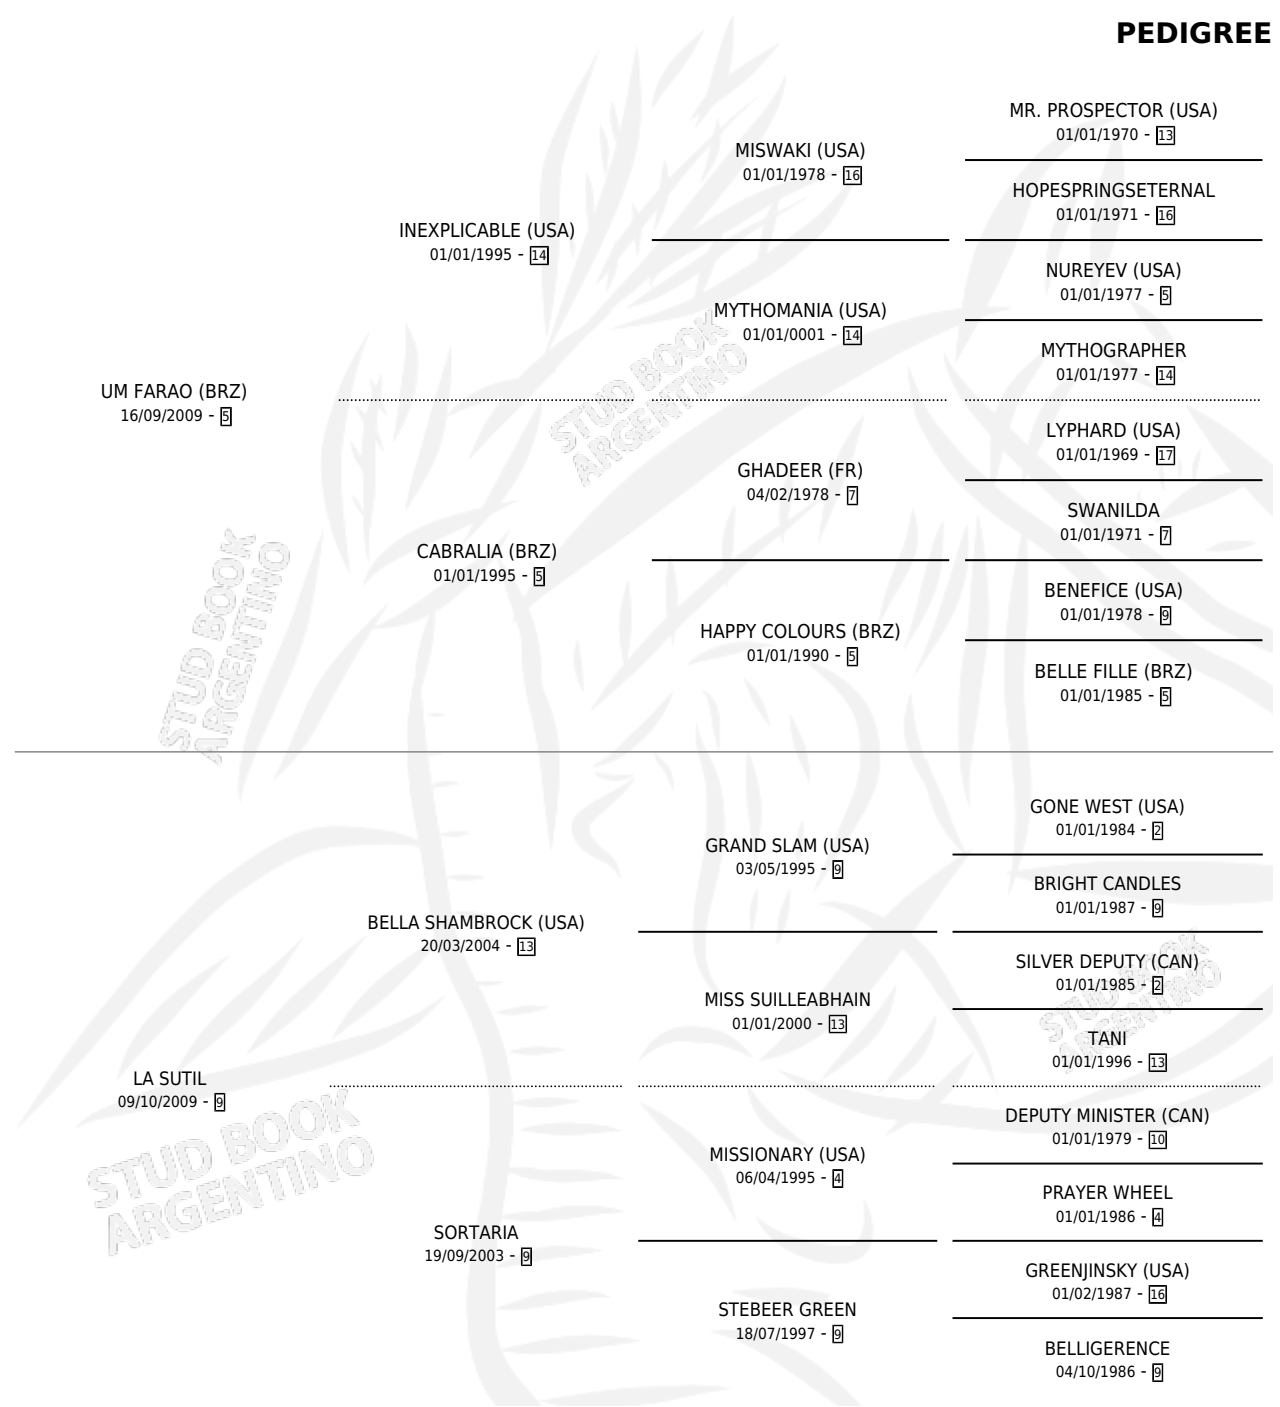 PEDIGREE
MR. PROSPECTOR (USA)
01/01/1970 - 13
MISWAKI (USA)
01/01/1978 - 16
HOPESPRINGSETERNAL
01/01/1971 - 16
INEXPLICABLE (USA)
01/01/1995 - 14
NUREYEV (USA)
01/01/1977 - 5
MYTHOMANIA (USA)
01/01/0001 - 14
MYTHOGRAPHER
01/01/1977 - 14
UM FARAO (BRZ)
16/09/2009 - 5
LYPHARD (USA)
01/01/1969 - 17
GHADEER (FR)
04/02/1978 - 7
SWANILDA
01/01/1971 - 7
CABRALIA (BRZ)
01/01/1995 - 5
BENEFICE (USA)
01/01/1978 - 9
HAPPY COLOURS (BRZ)
01/01/1990 - 5
BELLE FILLE (BRZ)
01/01/1985 - 5
GONE WEST (USA)
01/01/1984 - 2
GRAND SLAM (USA)
03/05/1995 - 9
BRIGHT CANDLES
01/01/1987 - 9
BELLA SHAMBROCK (USA)
20/03/2004 - 13
SILVER DEPUTY (CAN)
01/01/1985 - 2
MISS SUILLEABHAIN
01/01/2000 - 13
TANI
01/01/1996 - 13
LA SUTIL
09/10/2009 - 9
DEPUTY MINISTER (CAN)
01/01/1979 - 10
MISSIONARY (USA)
06/04/1995 - 4
PRAYER WHEEL
01/01/1986 - 4
SORTARIA
19/09/2003 - 9
GREENJINSKY (USA)
01/02/1987 - 16
STEBEER GREEN
18/07/1997 - 9
BELLIGERENCE
04/10/1986 - 9
STUD BOOK
ARGENTINO
STUD BOOK
ARGENTINO
STUD BOOK
ARGENTINO
STUD BOOK
ARGENTINO